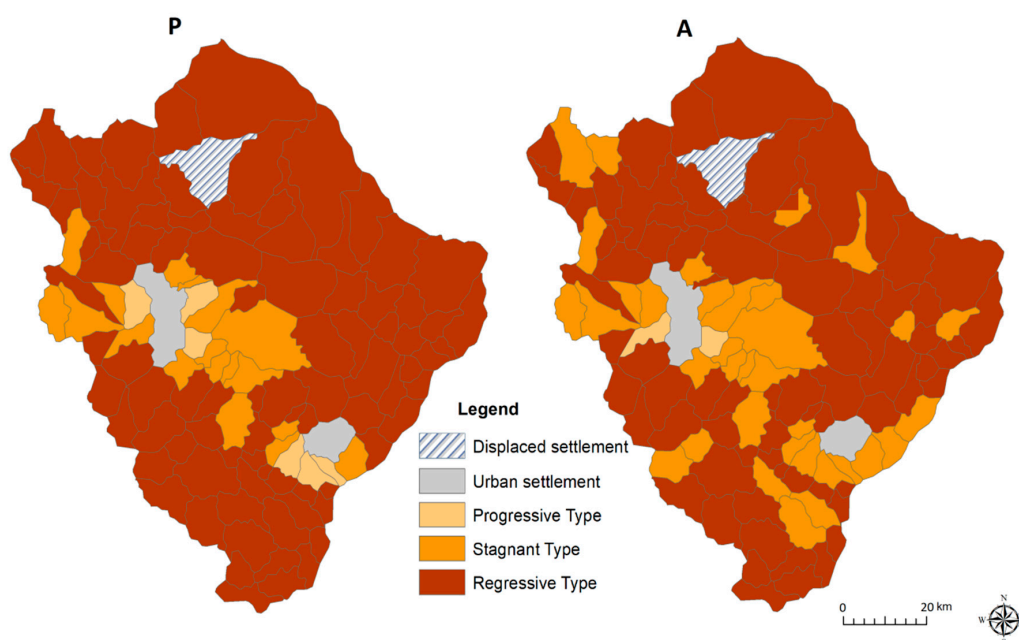 P
A
Legend
Displaced settlement
Urban settlement
Progressive Type
Stagnant Type
Regressive Type
0 20 km
N
W
E
S